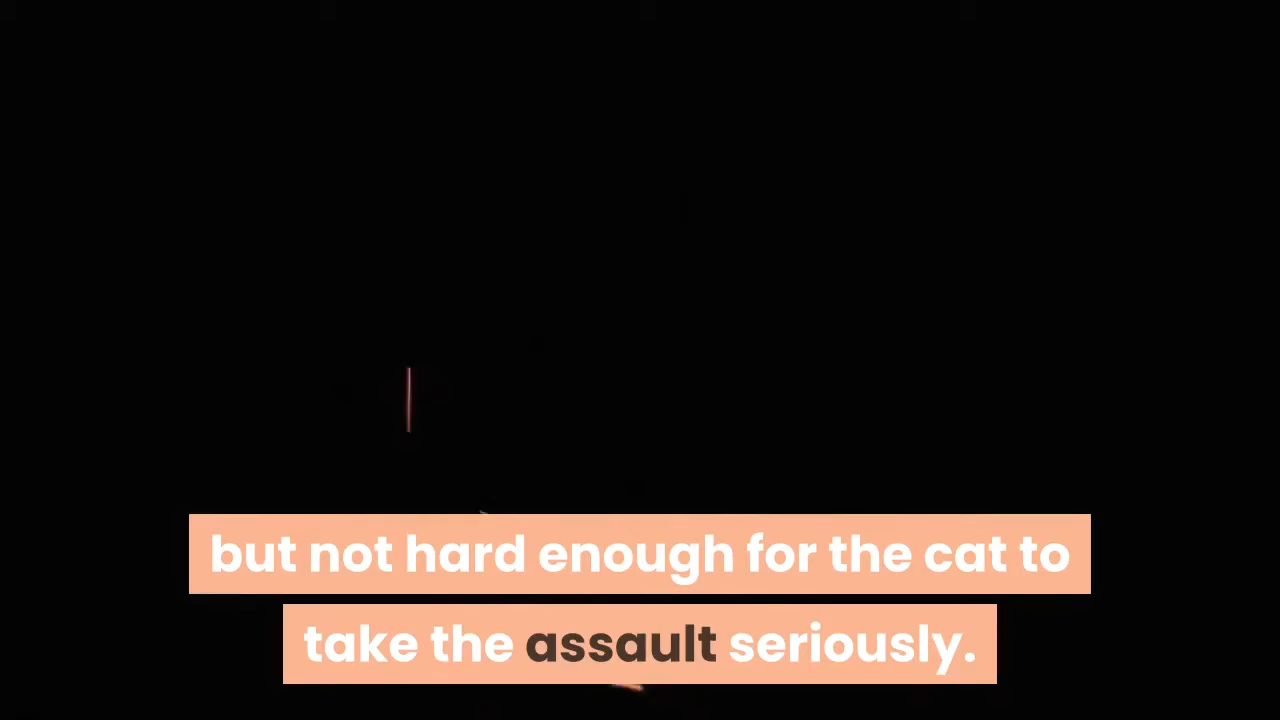 but not hard enough for the cat to
take the assault seriously.